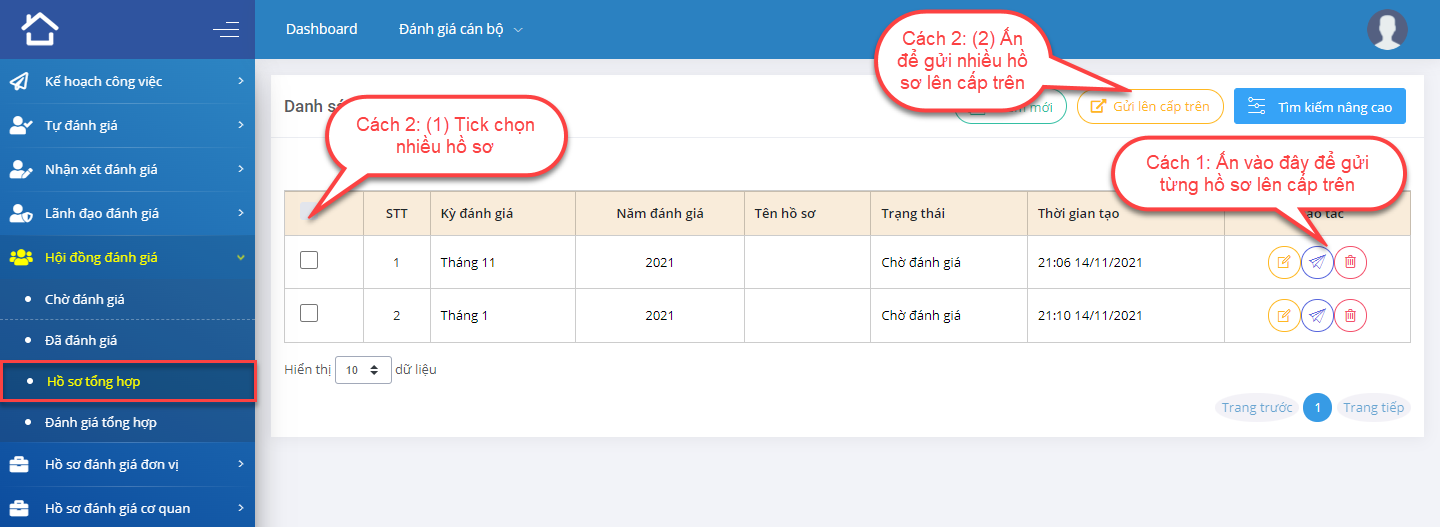 Dashboard
Đánh giá cán bộ
Kế hoạch công việc
Tự đánh giá
Nhận xét đánh giá
Lãnh đạo đánh giá
Hội đồng đánh giá
Chờ đánh giá
Đã đánh giá
Hồ sơ tổng hợp
Đánh giá tổng hợp
Hồ sơ đánh giá đơn vị
Hồ sơ đánh giá cơ quan
Cách 2: (2) Ấn
để gửi nhiều hồ
sơ lên cấp trên
Danh
mới
Gửi lên cấp trên
Tìm kiếm nâng cao
Cách 2: (1) Tick chọn
nhiều hồ sơ
Cách 1: Ấn vào đây để gửi
từng hồ sơ lên cấp trên
STT Kỳ đánh giá Năm đánh giá Tên hồ sơ Trạng thái Thời gian tạo tác
1 Tháng 11 2021 Chờ đánh giá 21:06 14/11/2021
2 Tháng 1 2021 Chờ đánh giá 21:10 14/11/2021
Hiển thị 10 dữ liệu
Trang trước 1 Trang tiếp